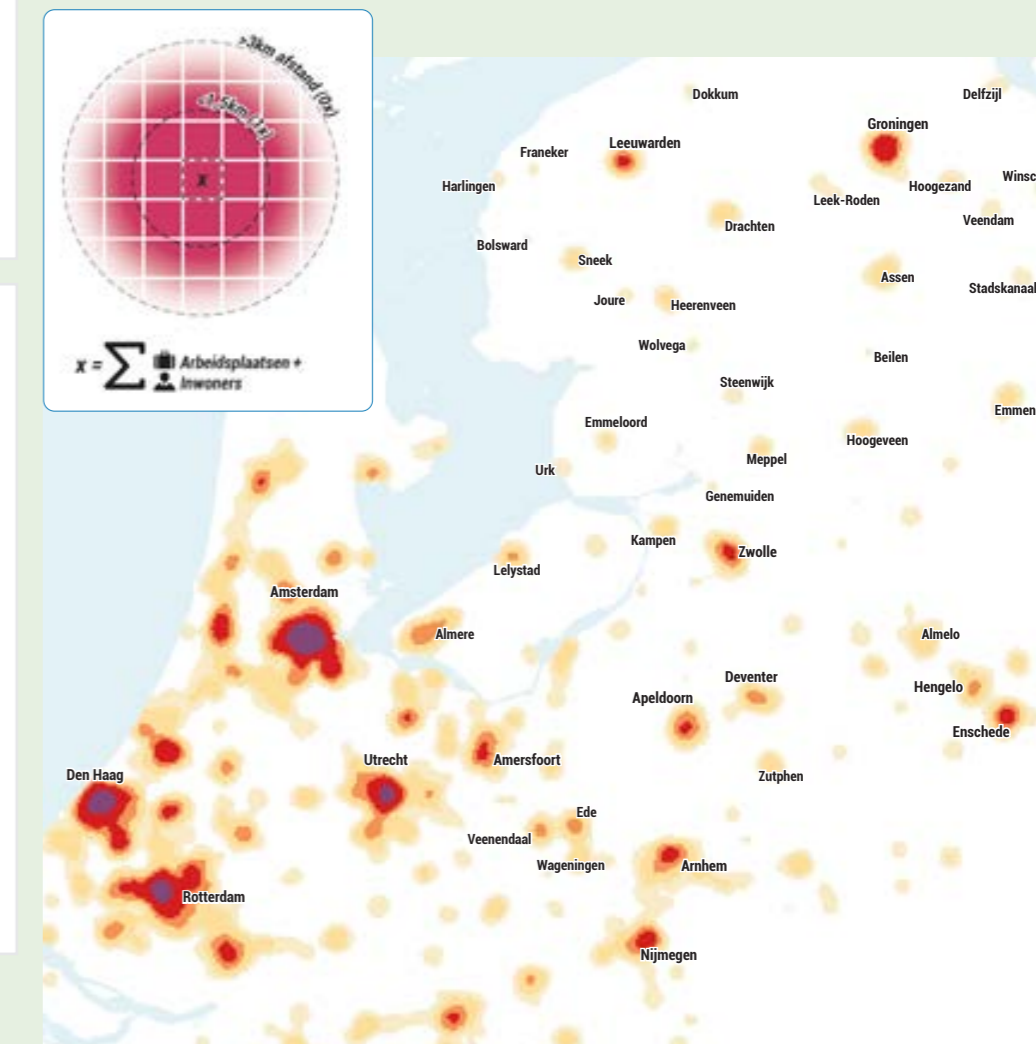 >3km afstand (0x)
<1,5km (1x)
x
x = ∑ Arbeidsplaatsen +
Inwoners
Dokkum
Delfzijl
Groningen
Leeuwarden
Franeker
Harlingen
Hoogezand
Winsc
Leek-Roden
Veendam
Drachten
Bolsward
Sneek
Assen
Stadskanaal
Joure
Heerenveen
Wolvega
Beilen
Steenwijk
Emmen
Emmeloord
Hoogeveen
Meppel
Urk
Genemuiden
Kampen
Zwolle
Lelystad
Amsterdam
Almere
Almelo
Deventer
Hengelo
Apeldoorn
Enschede
Utrecht
Amersfoort
Den Haag
Zutphen
Ede
Veenendaal
Wageningen
Arnhem
Rotterdam
Nijmegen